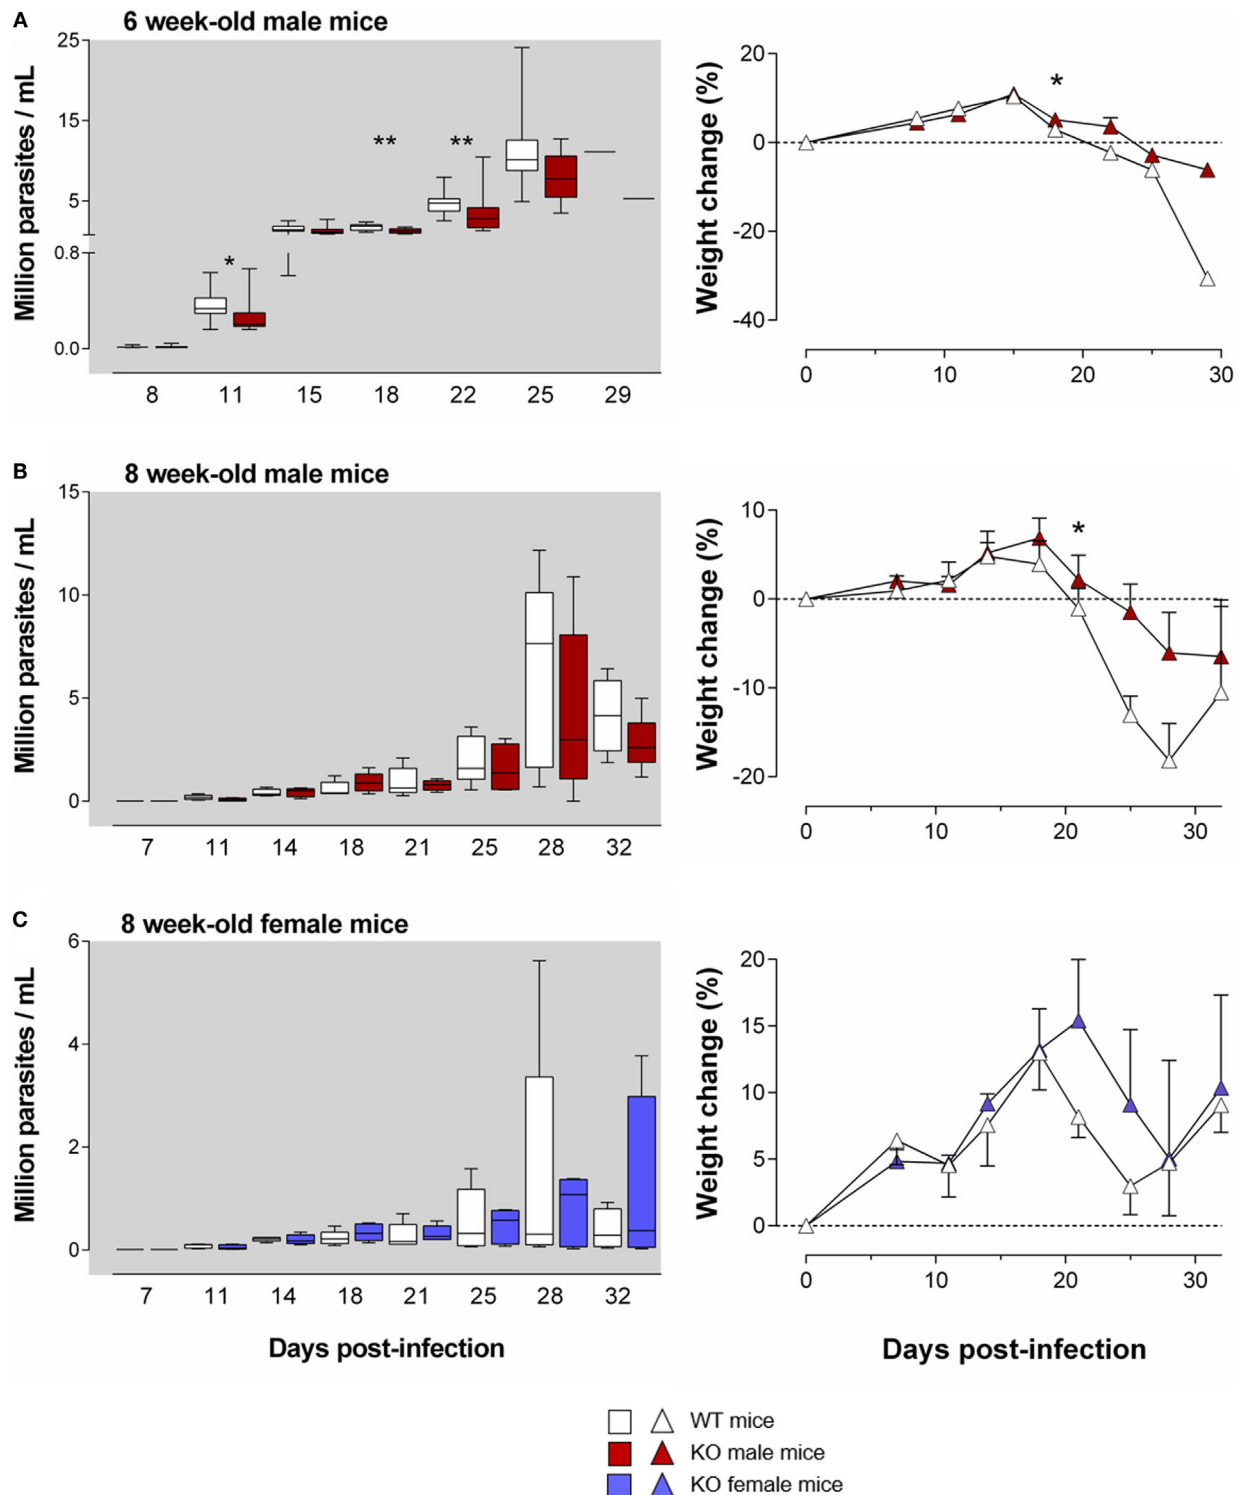 A
6 week-old male mice
Million parasites / mL
25
15
5
0.8
0.0
*
**
**
8 11 15 18 22 25 29
Weight change (%)
20
0
-20
-40
*
0 10 20 30
B
8 week-old male mice
Million parasites / mL
15
10
5
0
7 11 14 18 21 25 28 32
Weight change (%)
10
0
-10
-20
*
0 10 20 30
C
8 week-old female mice
Million parasites / mL
6
4
2
0
7 11 14 18 21 25 28 32
Days post-infection
Weight change (%)
20
15
10
5
0
0 10 20 30
Days post-infection
WT mice
KO male mice
KO female mice